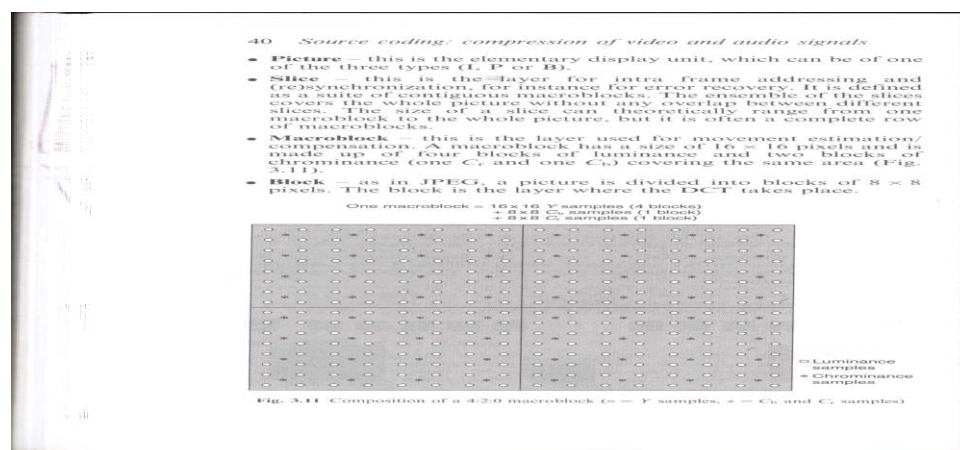 40 Source coding: compression of video and audio signals
• Picture – this is the elementary display unit, which can be of one
of the three types (I, P or B).
• Slice – this is the layer for intra frame addressing and
(re)synchronization, for instance for error recovery. It is defined
as a suite of contiguous macroblocks. The ensemble of the slices
covers the whole picture without any overlap between different
slices. The size of a slice can theoretically range from one
macroblock to the whole picture, but it is often a complete row
of macroblocks.
• Macroblock – this is the layer used for movement estimation/
compensation. A macroblock has a size of 16 × 16 pixels and is
made up of four blocks of luminance and two blocks of
chrominance (one Cr and one Cb) covering the same area (Fig.
3.11).
• Block – as in JPEG, a picture is divided into blocks of 8 × 8
pixels. The block is the layer where the DCT takes place.
One macroblock = 16x16 Y samples (4 blocks)
+ 8x8 Cb samples (1 block)
+ 8x8 Cr samples (1 block)
○ Luminance
samples
* Chrominance
samples
Fig. 3.11 Composition of a 4:2:0 macroblock (○ = Y samples, * = Cb and Cr samples)